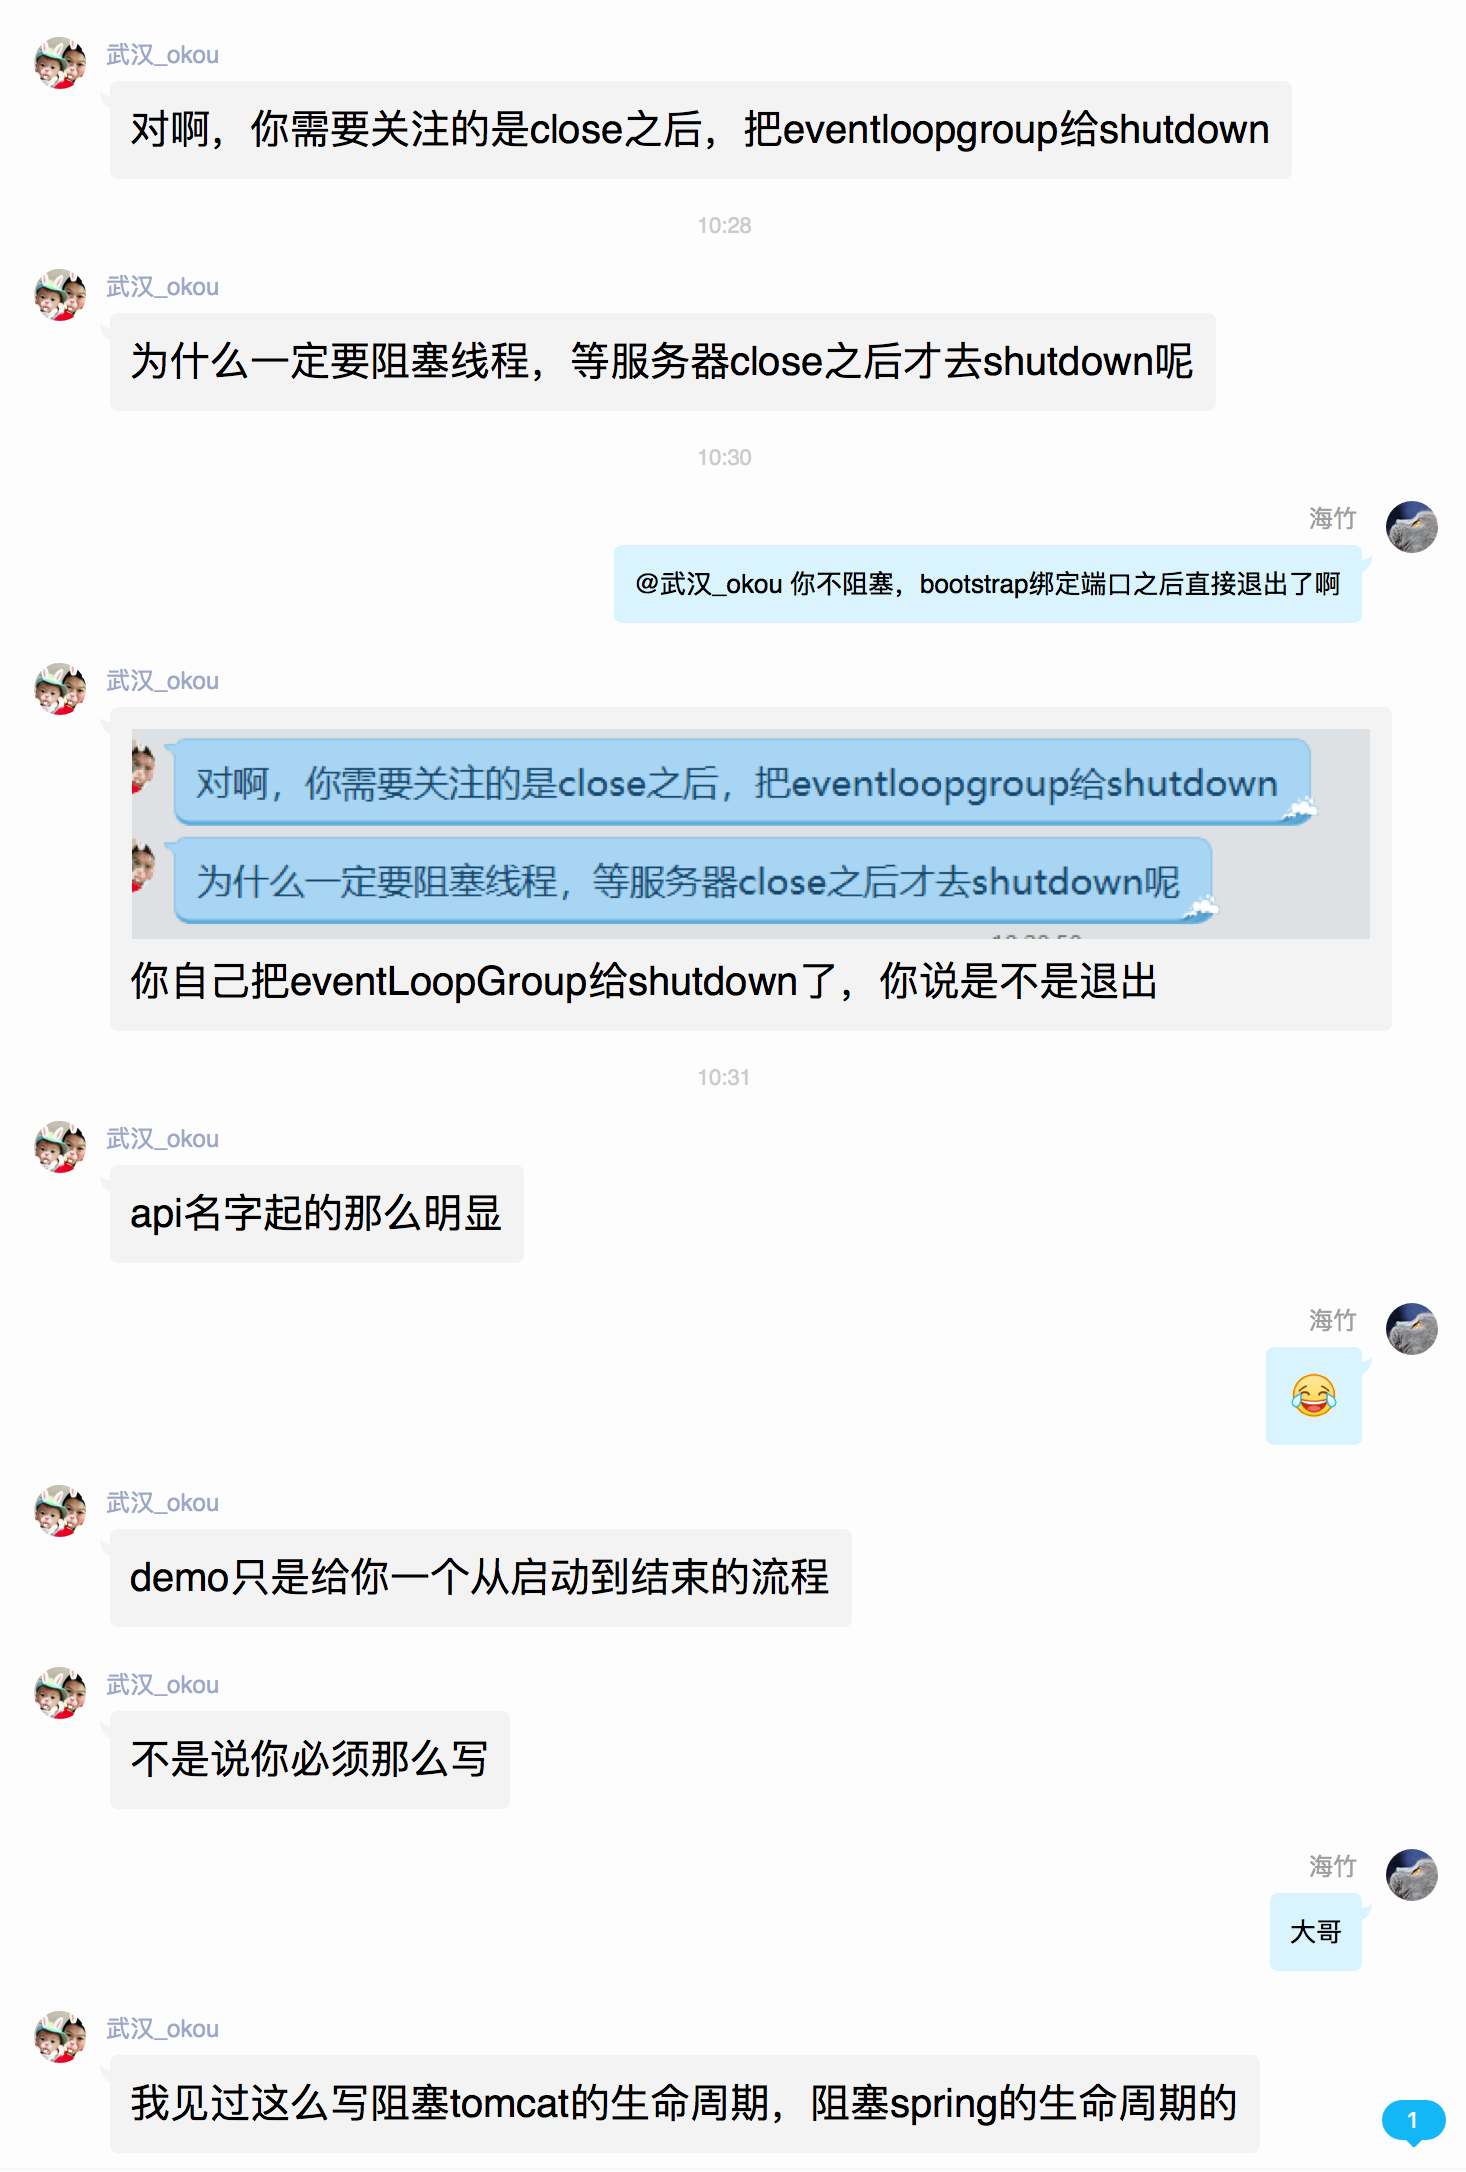 武汉_okou
对啊，你需要关注的是close之后，把eventloopgroup给shutdown
10:28
武汉_okou
为什么一定要阻塞线程，等服务器close之后才去shutdown呢
10:30
海竹
@武汉_okou 你不阻塞，bootstrap绑定端口之后直接退出了啊
武汉_okou
对啊，你需要关注的是close之后，把eventloopgroup给shutdown
为什么一定要阻塞线程，等服务器close之后才去shutdown呢
你自己把eventLoopGroup给shutdown了，你说是不是退出
10:31
武汉_okou
api名字起的那么明显
海竹
武汉_okou
demo只是给你一个从启动到结束的流程
武汉_okou
不是说你必须那么写
海竹
大哥
武汉_okou
我见过这么写阻塞tomcat的生命周期，阻塞spring的生命周期的
1